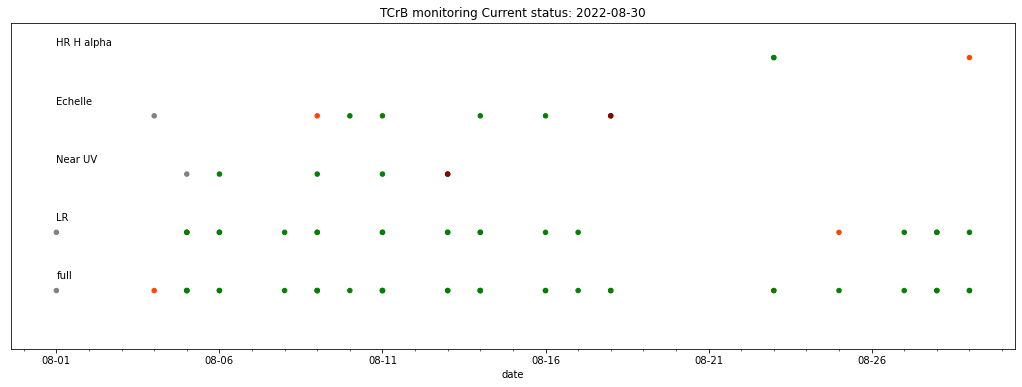 TCrB monitoring Current status: 2022-08-30
HR H alpha
Echelle
Near UV
LR
full
08-01 08-06 08-11 08-16 08-21 08-26
date